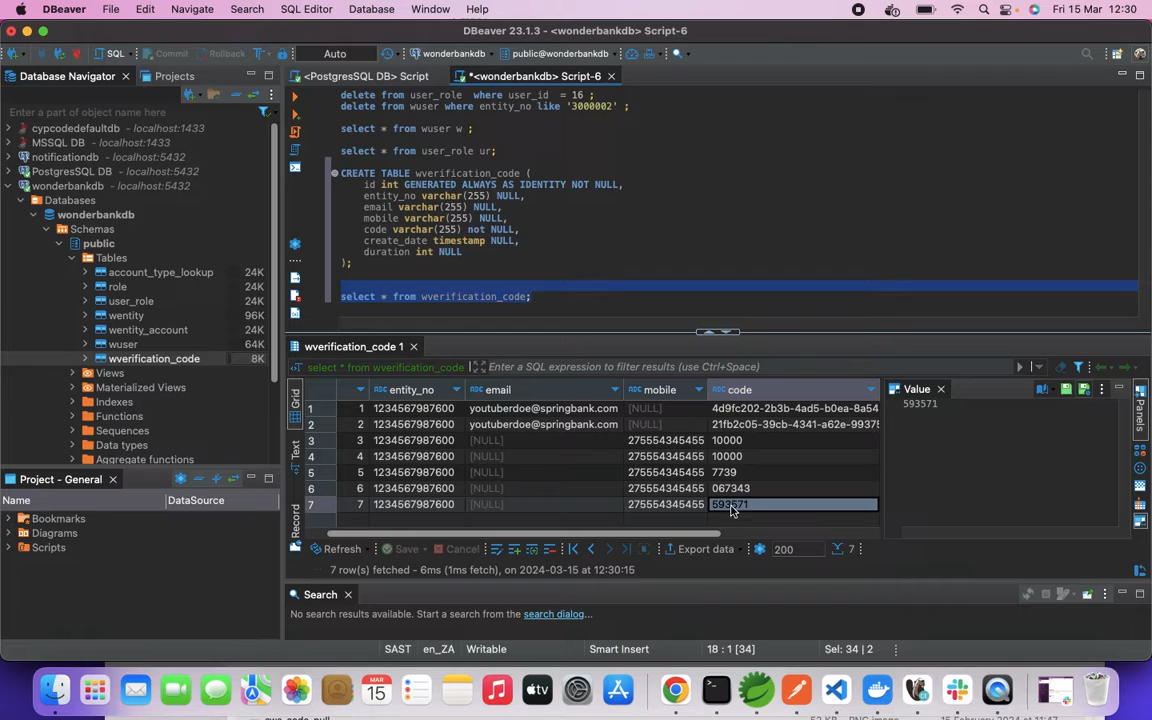 DBeaver File Edit Navigate Search SQL Editor Database Window Help Fri 15 Mar 12:30
DBeaver 23.1.3 - <wonderbankdb> Script-6
SQL Commit Rollback Auto wonderbankdb public@wonderbankdb
Database Navigator Projects
<PostgresSQL DB> Script *<wonderbankdb> Script-6
Enter a part of object name here
cypcodedefaultdb - localhost:1433
MSSQL DB - localhost:1433
notificationdb - localhost:5432
PostgresSQL DB - localhost:5432
wonderbankdb - localhost:5432
Databases
wonderbankdb
Schemas
public
Tables
account_type_lookup 24K
role 24K
user_role 24K
wentity 96K
wentity_account 24K
wuser 64K
wverification_code 8K
Views
Materialized Views
Indexes
Functions
Sequences
Data types
Aggregate functions
delete from user_role where user_id = 16 ;
delete from wuser where entity_no like '3000002' ;
select * from wuser w ;
select * from user_role ur;
CREATE TABLE wverification_code (
id int GENERATED ALWAYS AS IDENTITY NOT NULL,
entity_no varchar(255) NULL,
email varchar(255) NULL,
mobile varchar(255) NULL,
code varchar(255) not NULL,
create_date timestamp NULL,
duration int NULL
);
select * from wverification_code;
wverification_code 1
select * from wverification_code Enter a SQL expression to filter results (use Ctrl+Space)
Grid
Text
Record
entity_no email mobile code
1 1 1234567987600 youtuberdoe@springbank.com [NULL] 4d9fc202-2b3b-4ad5-b0ea-8a54
2 2 1234567987600 youtuberdoe@springbank.com [NULL] 21fb2c05-39cb-4341-a62e-99375
3 3 1234567987600 [NULL] 275554345455 10000
4 4 1234567987600 [NULL] 275554345455 10000
5 5 1234567987600 [NULL] 275554345455 7739
6 6 1234567987600 [NULL] 275554345455 067343
7 7 1234567987600 [NULL] 275554345455 593571
Value
593571
Panels
Refresh Save Cancel Export data 200 7
7 row(s) fetched - 6ms (1ms fetch), on 2024-03-15 at 12:30:15
Project - General
Name DataSource
Bookmarks
Diagrams
Scripts
Search
No search results available. Start a search from the search dialog...
SAST en_ZA Writable Smart Insert 18 : 1 [34] Sel: 34 | 2
MAR
15
tv